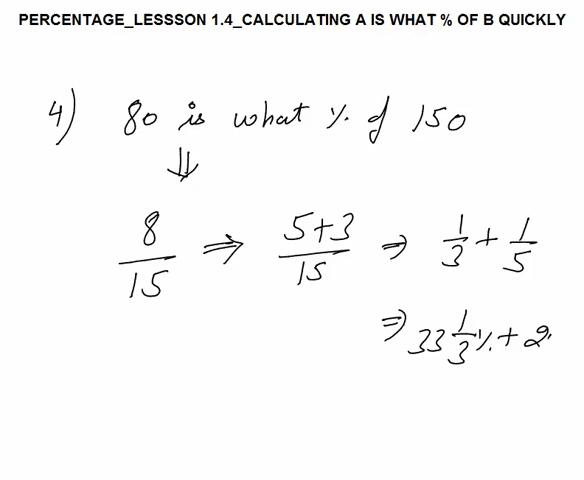 PERCENTAGE_LESSSON 1.4_CALCULATING A IS WHAT % OF B QUICKLY
4) 80 is what % of 150
⇓
8/15 ⇒ (5+3)/15 ⇒ 1/3 + 1/5
⇒ 33 1/3 % + 2